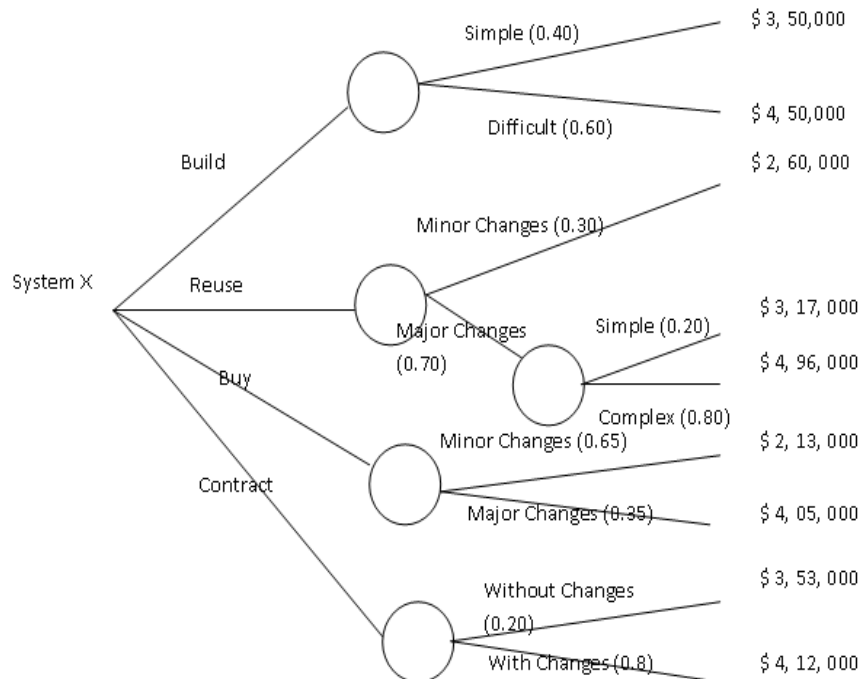 Simple (0.40)
$ 3, 50,000
Difficult (0.60)
$ 4, 50,000
Build
$ 2, 60, 000
Minor Changes (0.30)
System X
Reuse
Major Changes
(0.70)
Simple (0.20)
$ 3, 17, 000
$ 4, 96, 000
Complex (0.80)
Buy
Minor Changes (0.65)
$ 2, 13, 000
Contract
Major Changes (0.35)
$ 4, 05, 000
Without Changes
(0.20)
$ 3, 53, 000
With Changes (0.8)
$ 4, 12, 000